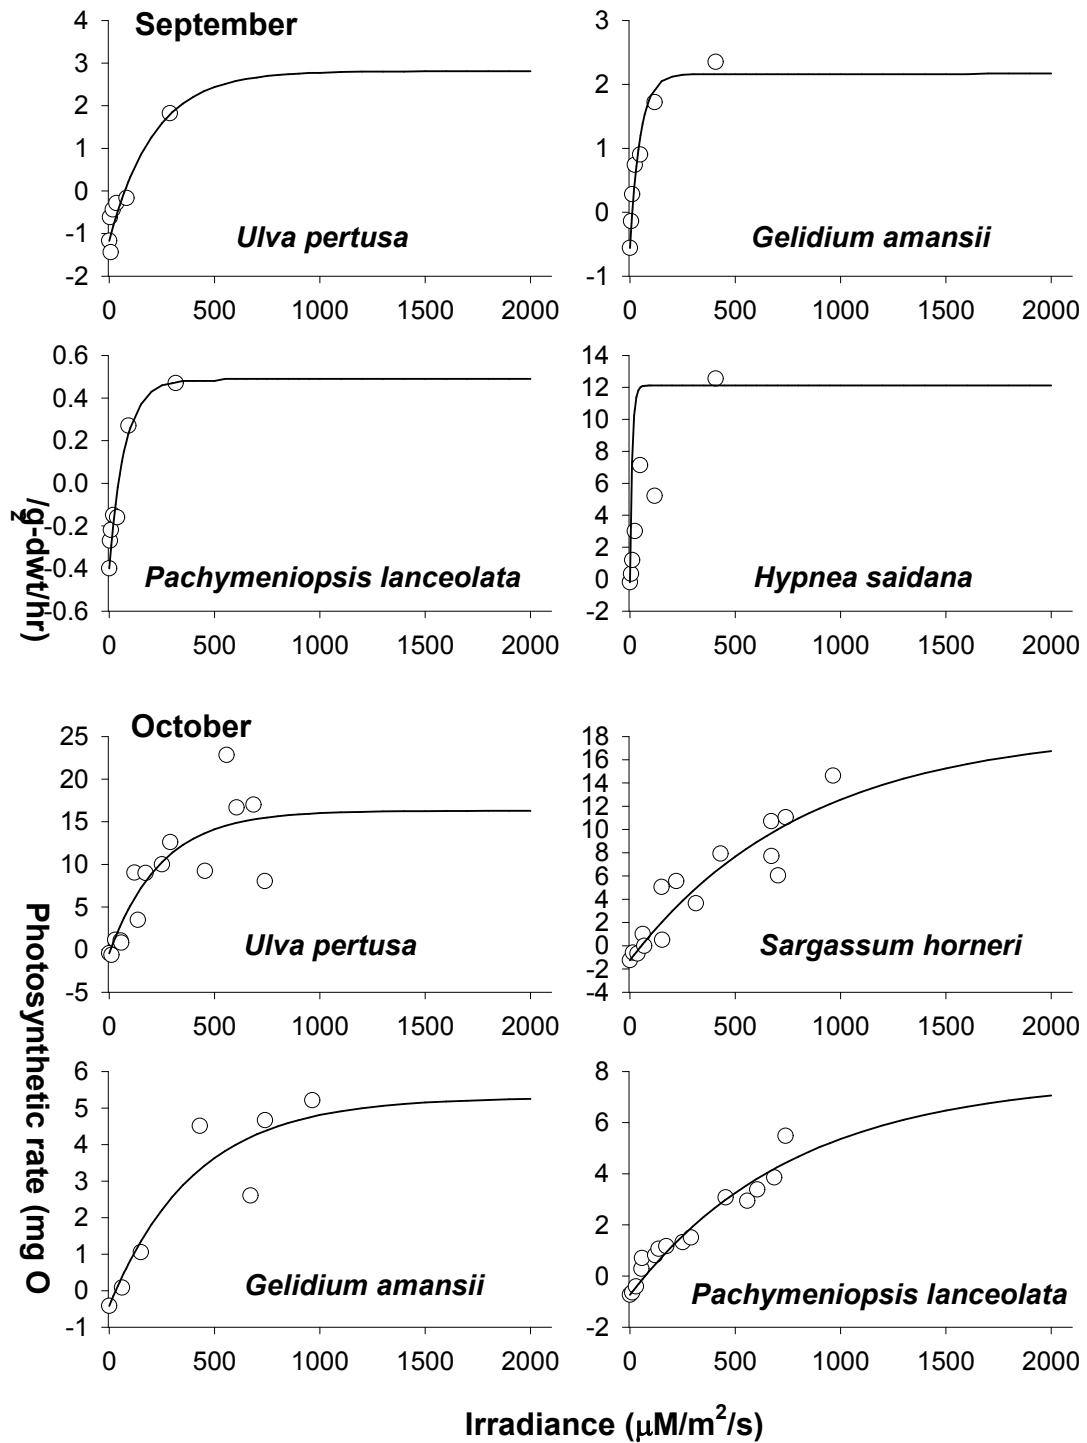 September
4
3
2
1
0
-1
-2
0 500 1000 1500 2000
Ulva pertusa
3
2
1
0
-1
0 500 1000 1500 2000
Gelidium amansii
0.6
0.4
0.2
0.0
-0.2
-0.4
-0.6
0 500 1000 1500 2000
Pachymeniopsis lanceolata
14
12
10
8
6
4
2
0
-2
0 500 1000 1500 2000
Hypnea saidana
October
25
20
15
10
5
0
-5
0 500 1000 1500 2000
Ulva pertusa
18
16
14
12
10
8
6
4
2
0
-2
-4
0 500 1000 1500 2000
Sargassum horneri
6
5
4
3
2
1
0
-1
0 500 1000 1500 2000
Gelidium amansii
8
6
4
2
0
-2
0 500 1000 1500 2000
Pachymeniopsis lanceolata
Photosynthetic rate (mg O
2
/g-dwt/hr)
Irradiance (μM/m²/s)